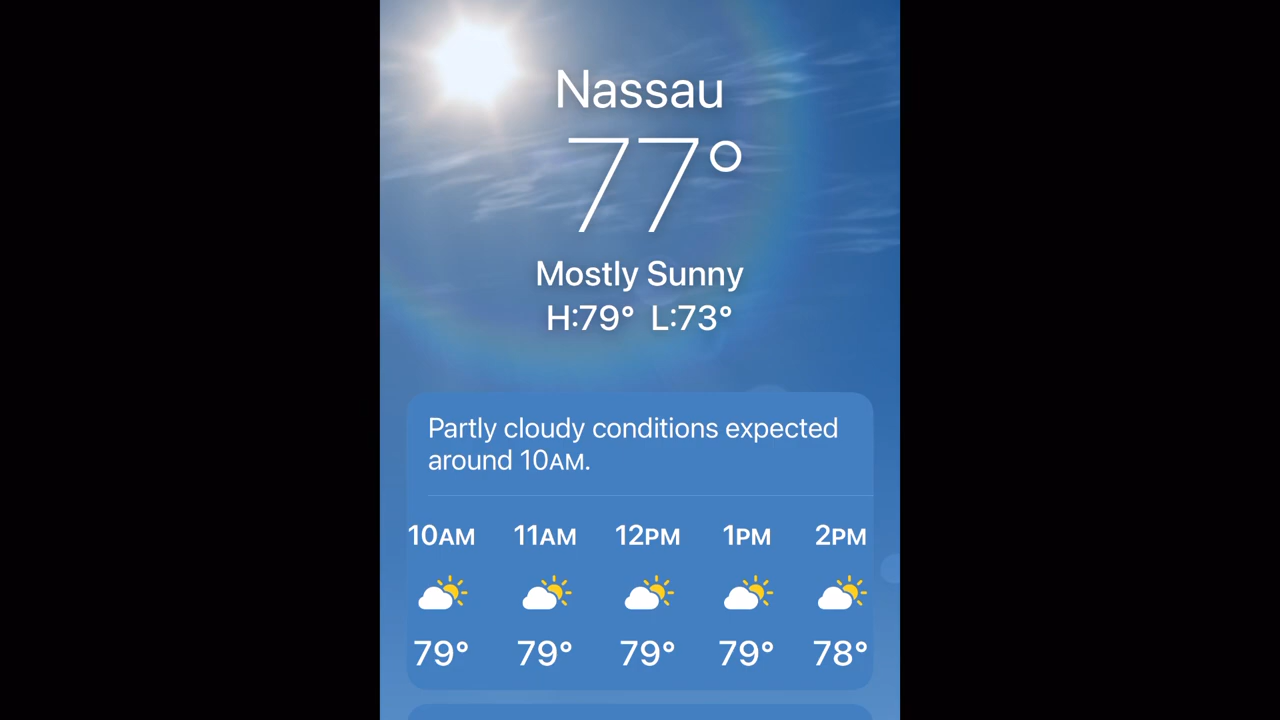 Nassau
77°
Mostly Sunny
H:79° L:73°
Partly cloudy conditions expected
around 10AM.
10AM 11AM 12PM 1PM 2PM
79° 79° 79° 79° 78°